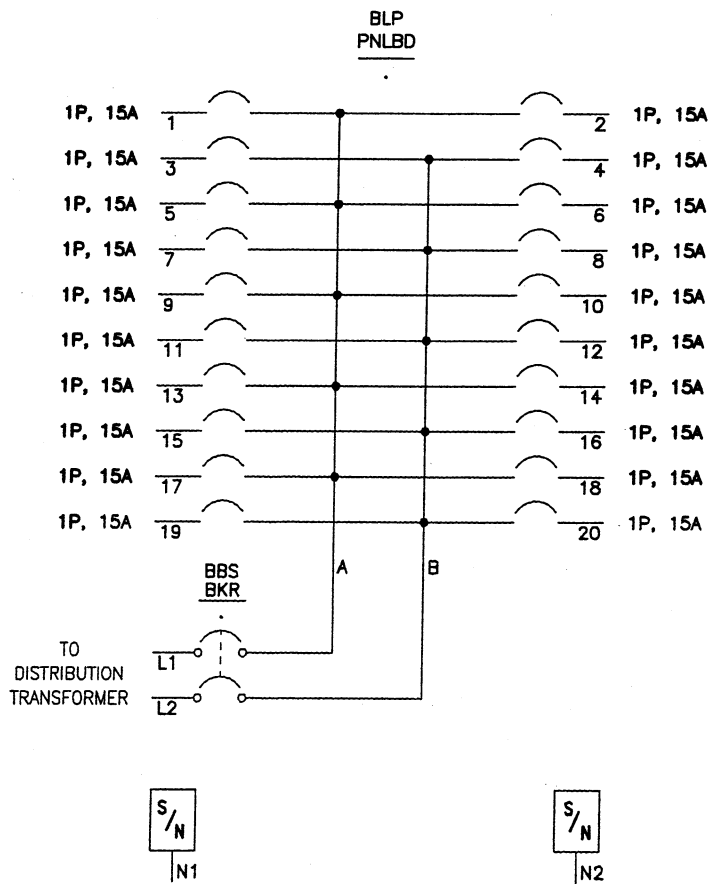 BLP
PNLBD
1P, 15A 1 2 1P, 15A
1P, 15A 3 4 1P, 15A
1P, 15A 5 6 1P, 15A
1P, 15A 7 8 1P, 15A
1P, 15A 9 10 1P, 15A
1P, 15A 11 12 1P, 15A
1P, 15A 13 14 1P, 15A
1P, 15A 15 16 1P, 15A
1P, 15A 17 18 1P, 15A
1P, 15A 19 20 1P, 15A
A B
BBS
BKR
TO
DISTRIBUTION
TRANSFORMER
L1
L2
S/N
N1
S/N
N2